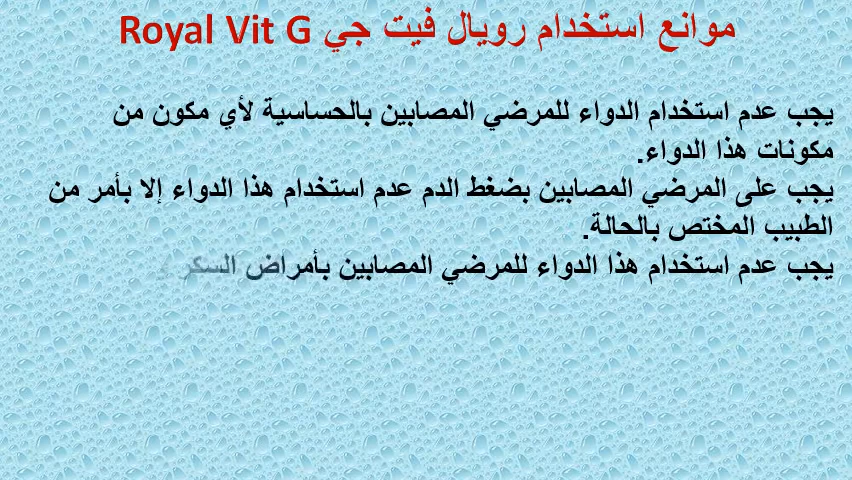 موانع استخدام رويال فيت جي Royal Vit G
يجب عدم استخدام الدواء للمرضي المصابين بالحساسية لأي مكون من
مكونات هذا الدواء.
يجب على المرضي المصابين بضغط الدم عدم استخدام هذا الدواء إلا بأمر من
الطبيب المختص بالحالة.
يجب عدم استخدام هذا الدواء للمرضي المصابين بأمراض السكر